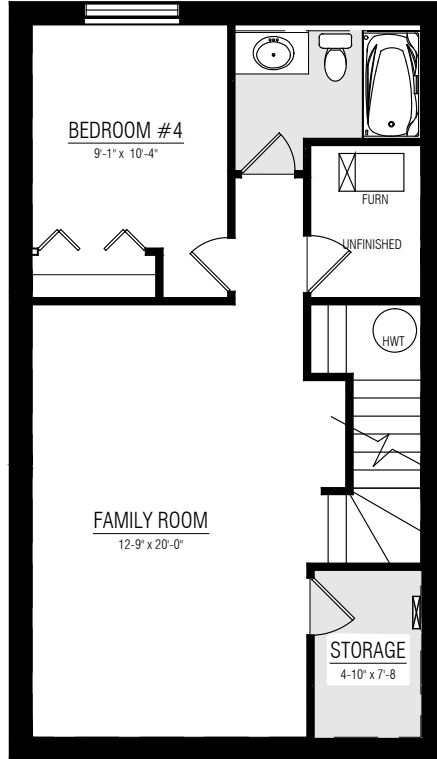 BEDROOM #4
9'-1" x 10'-4"
FURN
UNFINISHED
HWT
FAMILY ROOM
12-9" x 20'-0"
STORAGE
4-10" x 7'-8